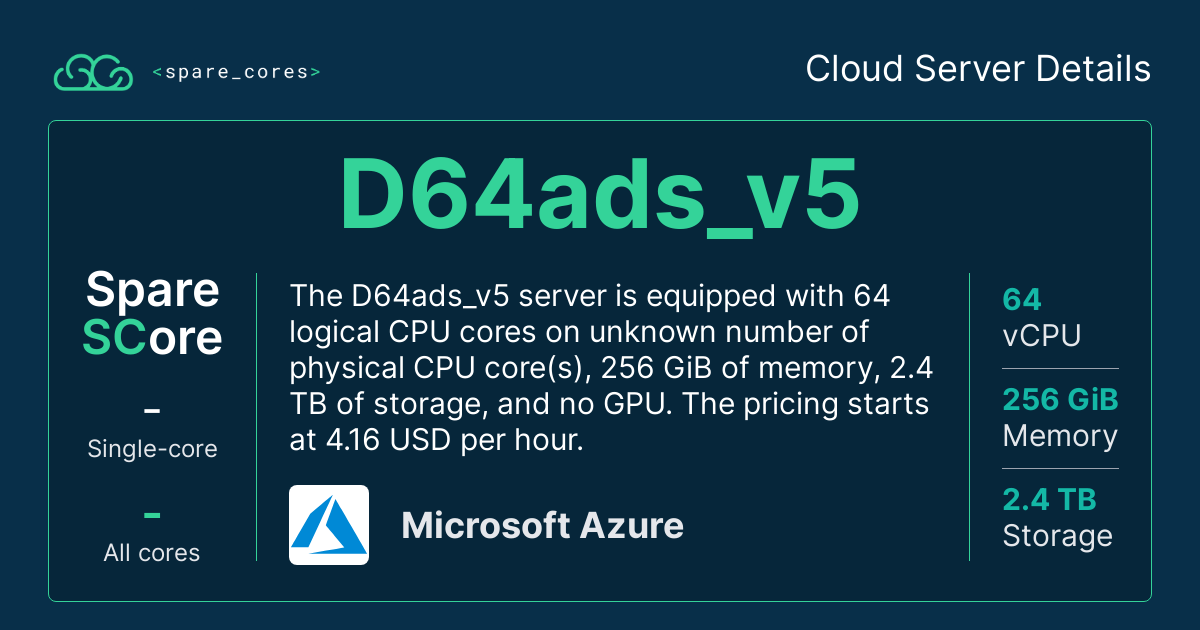 <spare_cores>
Cloud Server Details
D64ads_v5
Spare
SCore
–
Single-core
–
All cores
The D64ads_v5 server is equipped with 64
logical CPU cores on unknown number of
physical CPU core(s), 256 GiB of memory, 2.4
TB of storage, and no GPU. The pricing starts
at 4.16 USD per hour.
Microsoft Azure
64
vCPU
256 GiB
Memory
2.4 TB
Storage